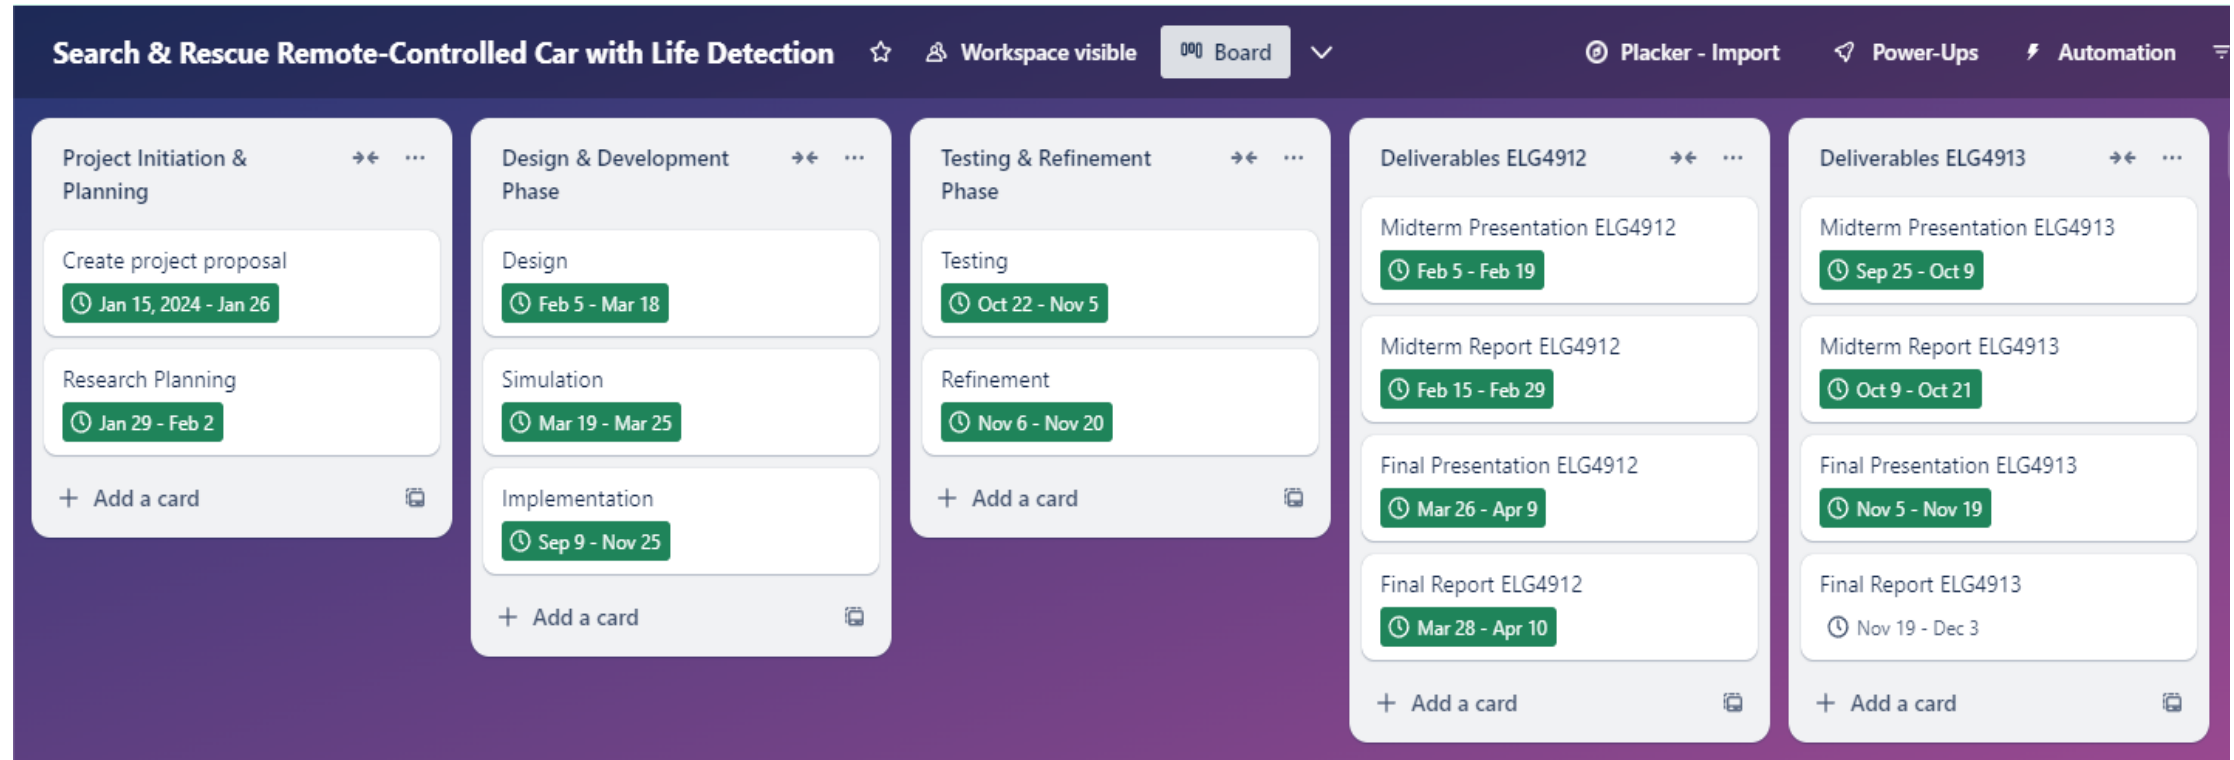 Search & Rescue Remote-Controlled Car with Life Detection
Workspace visible
Board
Placker - Import
Power-Ups
Automation
Project Initiation &
Planning
Create project proposal
Jan 15, 2024 - Jan 26
Research Planning
Jan 29 - Feb 2
Add a card
Design & Development
Phase
Design
Feb 5 - Mar 18
Simulation
Mar 19 - Mar 25
Implementation
Sep 9 - Nov 25
Add a card
Testing & Refinement
Phase
Testing
Oct 22 - Nov 5
Refinement
Nov 6 - Nov 20
Add a card
Deliverables ELG4912
Midterm Presentation ELG4912
Feb 5 - Feb 19
Midterm Report ELG4912
Feb 15 - Feb 29
Final Presentation ELG4912
Mar 26 - Apr 9
Final Report ELG4912
Mar 28 - Apr 10
Add a card
Deliverables ELG4913
Midterm Presentation ELG4913
Sep 25 - Oct 9
Midterm Report ELG4913
Oct 9 - Oct 21
Final Presentation ELG4913
Nov 5 - Nov 19
Final Report ELG4913
Nov 19 - Dec 3
Add a card